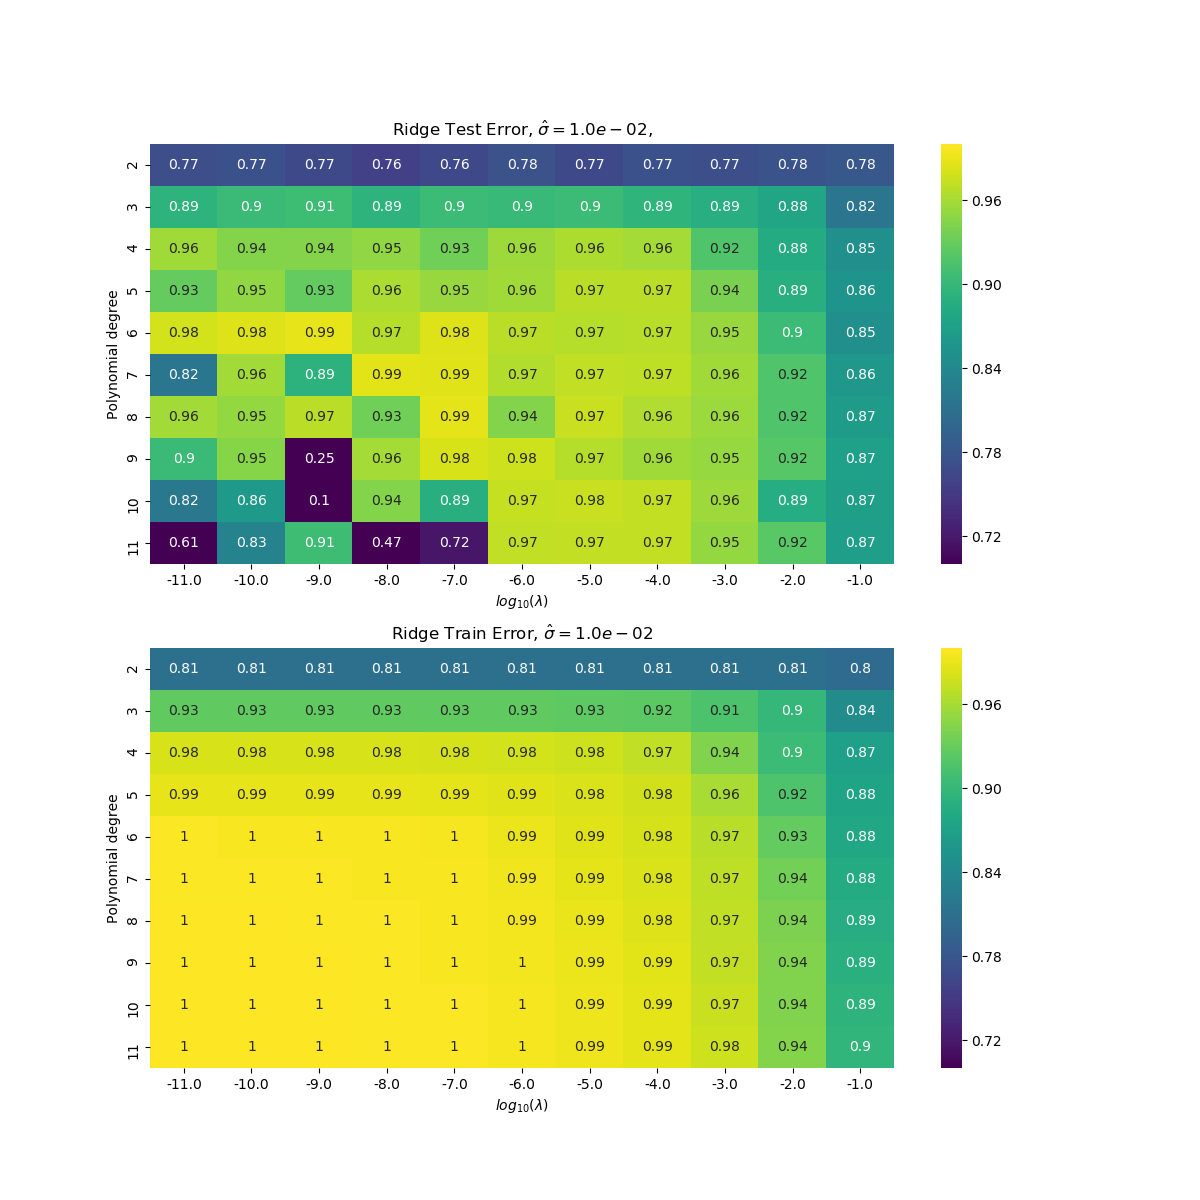 Ridge Test Error, σ̂ = 1.0e − 02,
Polynomial degree
2 0.77 0.77 0.77 0.76 0.76 0.78 0.77 0.77 0.77 0.78 0.78
3 0.89 0.9 0.91 0.89 0.9 0.9 0.9 0.89 0.89 0.88 0.82
4 0.96 0.94 0.94 0.95 0.93 0.96 0.96 0.96 0.92 0.88 0.85
5 0.93 0.95 0.93 0.96 0.95 0.96 0.97 0.97 0.94 0.89 0.86
6 0.98 0.98 0.99 0.97 0.98 0.97 0.97 0.97 0.95 0.9 0.85
7 0.82 0.96 0.89 0.99 0.99 0.97 0.97 0.97 0.96 0.92 0.86
8 0.96 0.95 0.97 0.93 0.99 0.94 0.97 0.96 0.96 0.92 0.87
9 0.9 0.95 0.25 0.96 0.98 0.98 0.97 0.96 0.95 0.92 0.87
10 0.82 0.86 0.1 0.94 0.89 0.97 0.98 0.97 0.96 0.89 0.87
11 0.61 0.83 0.91 0.47 0.72 0.97 0.97 0.97 0.95 0.92 0.87
-11.0 -10.0 -9.0 -8.0 -7.0 -6.0 -5.0 -4.0 -3.0 -2.0 -1.0
log₁₀(λ)
0.96
0.90
0.84
0.78
0.72
Ridge Train Error, σ̂ = 1.0e − 02
Polynomial degree
2 0.81 0.81 0.81 0.81 0.81 0.81 0.81 0.81 0.81 0.81 0.8
3 0.93 0.93 0.93 0.93 0.93 0.93 0.93 0.92 0.91 0.9 0.84
4 0.98 0.98 0.98 0.98 0.98 0.98 0.98 0.97 0.94 0.9 0.87
5 0.99 0.99 0.99 0.99 0.99 0.99 0.98 0.98 0.96 0.92 0.88
6 1 1 1 1 1 0.99 0.99 0.98 0.97 0.93 0.88
7 1 1 1 1 1 0.99 0.99 0.98 0.97 0.94 0.88
8 1 1 1 1 1 0.99 0.99 0.98 0.97 0.94 0.89
9 1 1 1 1 1 1 0.99 0.99 0.97 0.94 0.89
10 1 1 1 1 1 1 0.99 0.99 0.97 0.94 0.89
11 1 1 1 1 1 1 0.99 0.99 0.98 0.94 0.9
-11.0 -10.0 -9.0 -8.0 -7.0 -6.0 -5.0 -4.0 -3.0 -2.0 -1.0
log₁₀(λ)
0.96
0.90
0.84
0.78
0.72